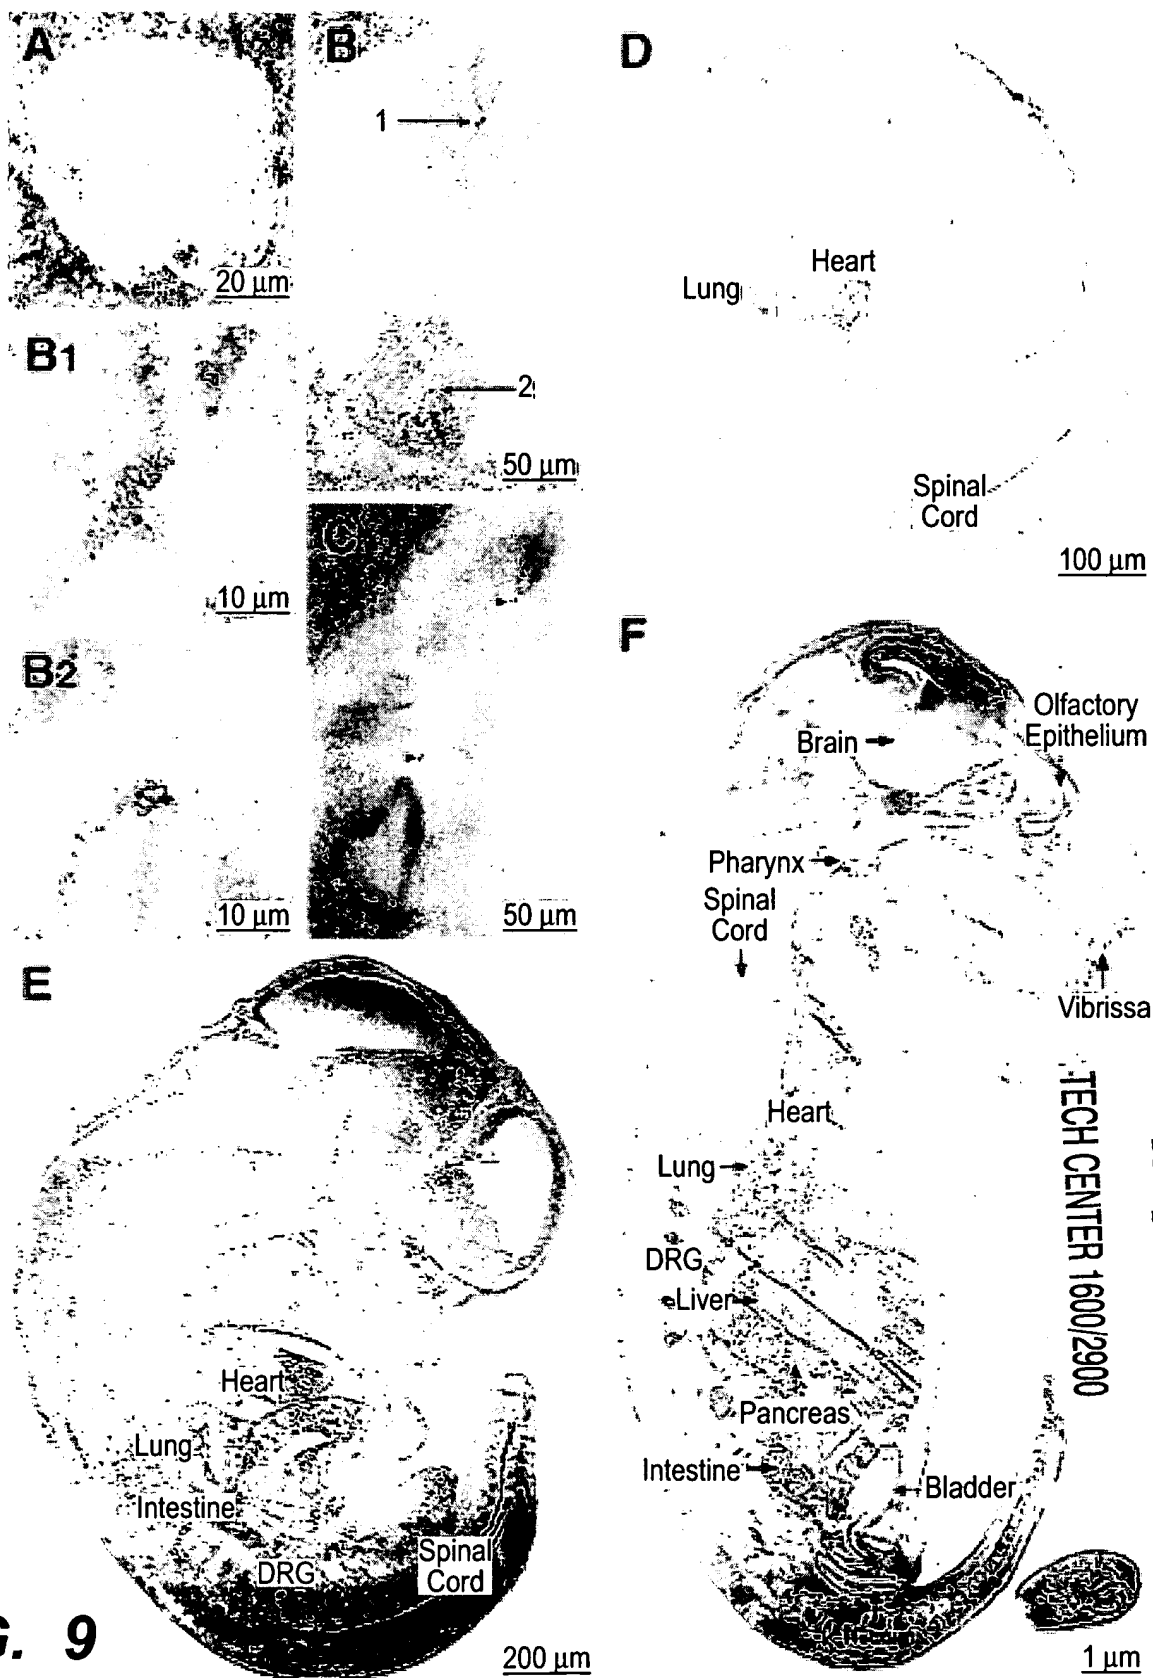 A
20 µm
B
1
2
50 µm
B1
10 µm
B2
10 µm
C
50 µm
D
Heart
Lung
Spinal
Cord
100 µm
E
Heart
Lung
Intestine
DRG
Spinal
Cord
200 µm
F
Olfactory
Epithelium
Brain
Pharynx
Spinal
Cord
Vibrissa
Heart
Lung
DRG
Liver
Pancreas
Intestine
Bladder
1 µm
TECH CENTER 1600/2900
G. 9